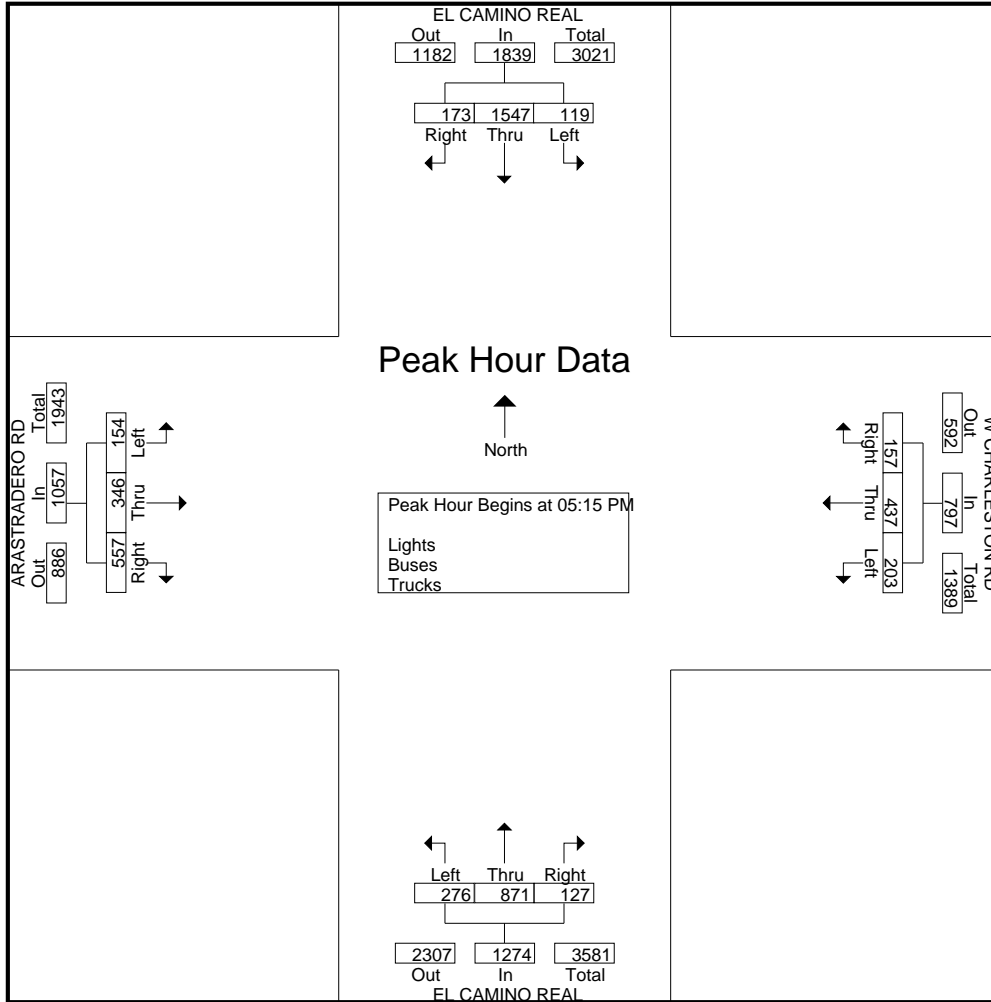 EL CAMINO REAL
Out In Total
1182 1839 3021
173 1547 119
Right Thru Left
Peak Hour Data
North
Peak Hour Begins at 05:15 PM
Lights
Buses
Trucks
ARASTRADERO RD
Out In Total
886 1057 1943
557 346 154
Right Thru Left
W CHARLESTON RD
Out In Total
592 797 1389
157 437 203
Right Thru Left
Left Thru Right
276 871 127
2307 1274 3581
Out In Total
EL CAMINO REAL